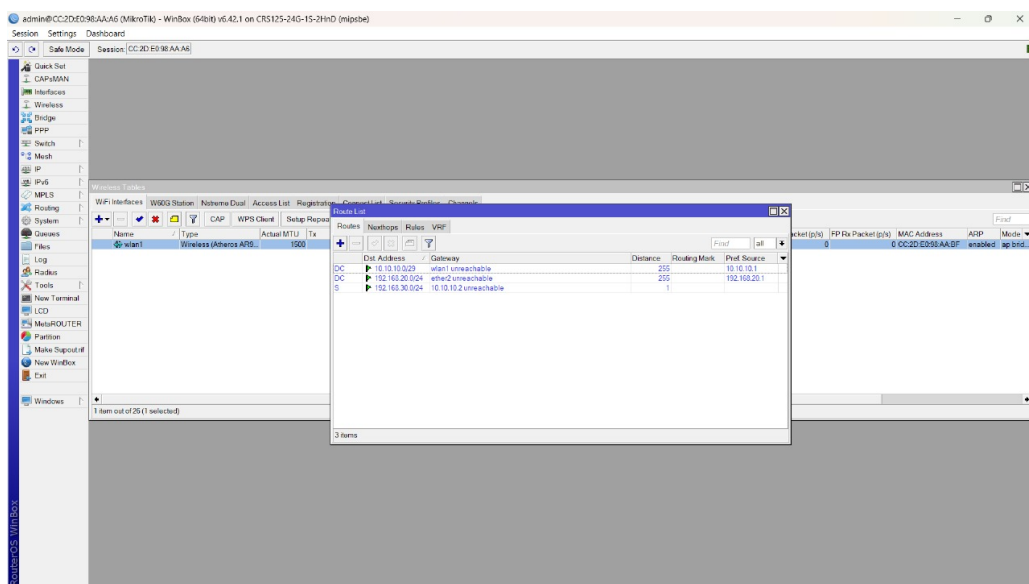 admin@CC:2D:E0:98:AA:A6 (MikroTik) - WinBox (64bit) v6.42.1 on CRS125-24G-1S-2HnD (mipsbe)
Session Settings Dashboard
Safe Mode Session: CC:2D:E0:98:AA:A6
Quick Set
CAPsMAN
Interfaces
Wireless
Bridge
PPP
Switch
Mesh
IP
IPv6
MPLS
Routing
System
Queues
Files
Log
Radius
Tools
New Terminal
LCD
MetaROUTER
Partition
Make Supout.rif
New WinBox
Exit
Windows
RouterOS WinBox
Wireless Tables
WiFi Interfaces W60G Station Nstreme Dual Access List Registration Connect List Security Profiles Channels
CAP WPS Client Setup Repea Find
Name Type Actual MTU Tx acket (p/s) FP Rx Packet (p/s) MAC Address ARP Mode
wlan1 Wireless (Atheros AR9... 1500 0 0 CC:2D:E0:98:AA:BF enabled ap brid...
1 item out of 26 (1 selected)
Route List
Routes Nexthops Rules VRF
Find all
Dst. Address Gateway Distance Routing Mark Pref. Source
DC 10.10.10.0/29 wlan1 unreachable 255 10.10.10.1
DC 192.168.20.0/24 ether2 unreachable 255 192.168.20.1
S 192.168.30.0/24 10.10.10.2 unreachable 1
3 items